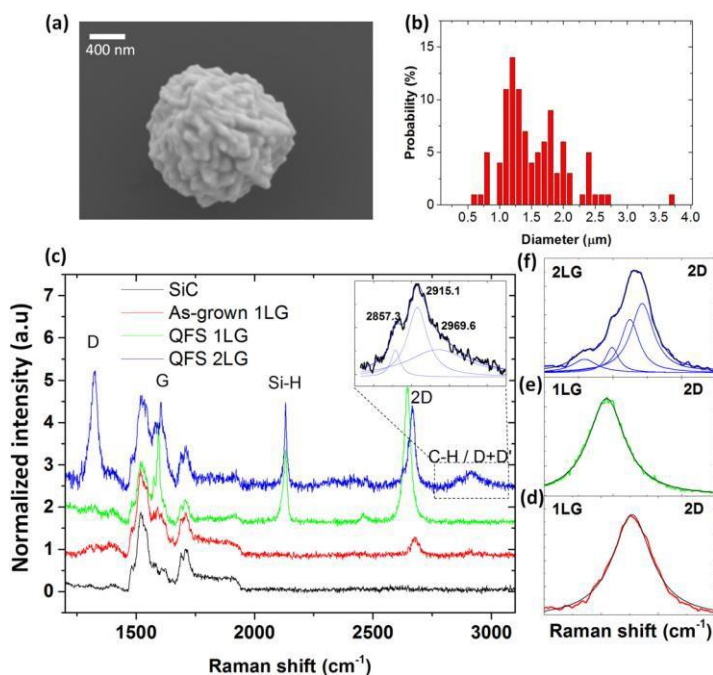 (a)
400 nm
(b)
Probability (%)
15
10
5
0
0.5 1.0 1.5 2.0 2.5 3.0 3.5 4.0
Diameter (μm)
(c)
Normalized intensity (a.u)
7
6
5
4
3
2
1
0
SiC
As-grown 1LG
QFS 1LG
QFS 2LG
D
G
Si-H
2D
C-H / D+D'
2915.1
2857.3
2969.6
1500 2000 2500 3000
Raman shift (cm⁻¹)
(f)
2LG 2D
(e)
1LG 2D
(d)
1LG 2D
Raman shift (cm⁻¹)